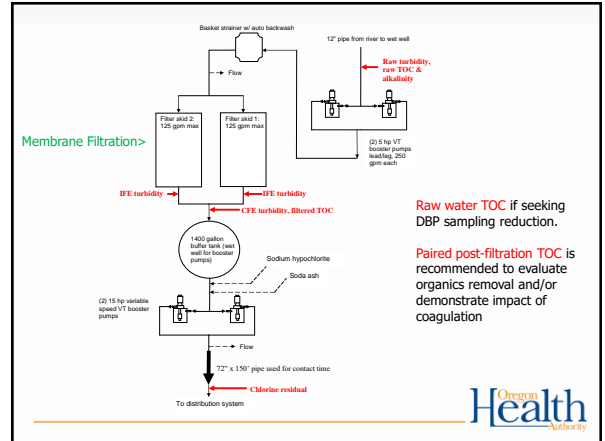 Basket strainer w/ auto backwash
12" pipe from river to wet well
Flow
Raw turbidity,
raw TOC &
alkalinity
Membrane Filtration>
Filter skid 2:
125 gpm max
Filter skid 1:
125 gpm max
(2) 5 hp VT
booster pumps
lead/lag, 250
gpm each
IFE turbidity
IFE turbidity
CFE turbidity, filtered TOC
1400 gallon
buffer tank (wet
well for booster
pumps)
Sodium hypochlorite
Soda ash
(2) 15 hp variable
speed VT booster
pumps
Flow
72" x 150' pipe used for contact time
Chlorine residual
To distribution system
Raw water TOC if seeking
DBP sampling reduction.
Paired post-filtration TOC is
recommended to evaluate
organics removal and/or
demonstrate impact of
coagulation
Oregon
Health
Authority